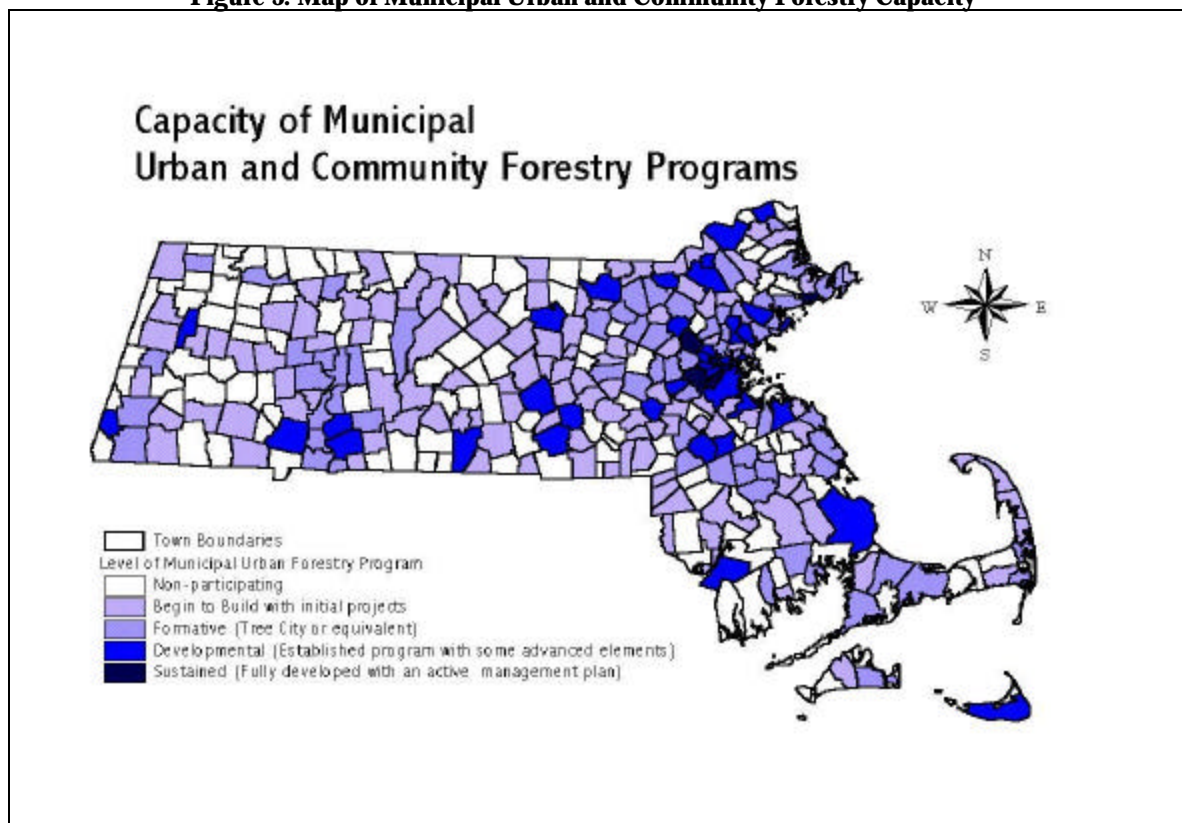 Figure 3. Map of Municipal Urban and Community Forestry Capacity
Capacity of Municipal
Urban and Community Forestry Programs
N
W E
S
Town Boundaries
Level of Municipal Urban Forestry Program
Non-participating
Begin to Build with initial projects
Formative (Tree City or equivalent)
Developmental (Established program with some advanced elements)
Sustained (Fully developed with an active management plan)